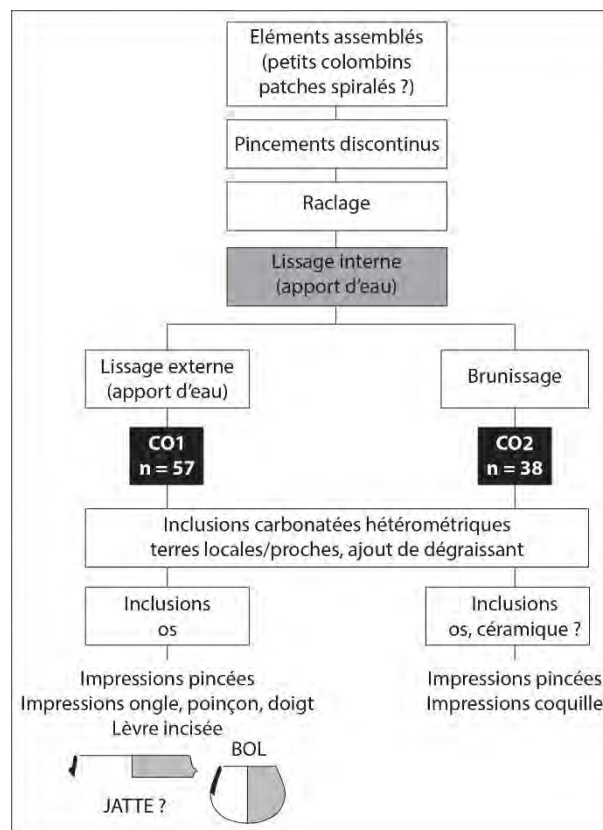 Eléments assemblés
(petits colombins
patches spiralés ?)
Pincements discontinus
Raclage
Lissage interne
(apport d'eau)
Lissage externe
(apport d'eau)
Brunissage
CO1
n = 57
CO2
n = 38
Inclusions carbonatées hétérométriques
terres locales/proches, ajout de dégraissant
Inclusions
os
Inclusions
os, céramique ?
Impressions pincées
Impressions ongle, poinçon, doigt
Lèvre incisée
Impressions pincées
Impressions coquille
BOL
JATTE ?